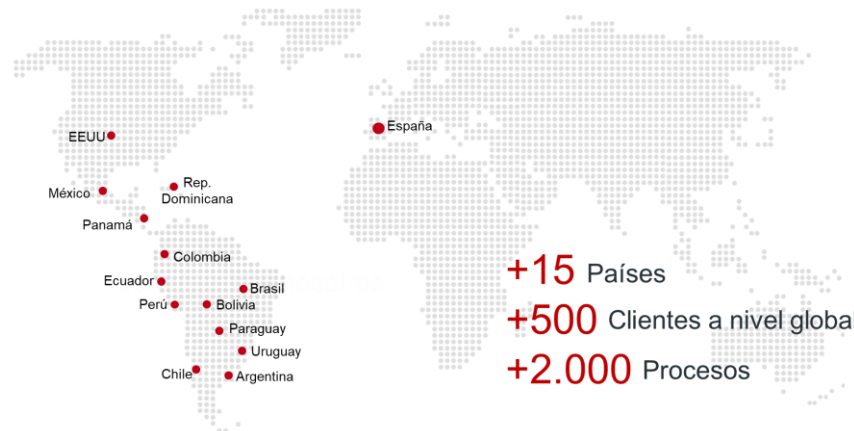 España
EEUU
Rep.
Dominicana
México
Panamá
Colombia
Ecuador
Brasil
Perú
Bolivia
Paraguay
Uruguay
Chile
Argentina
+15 Países
+500 Clientes a nivel globa
+2.000 Procesos